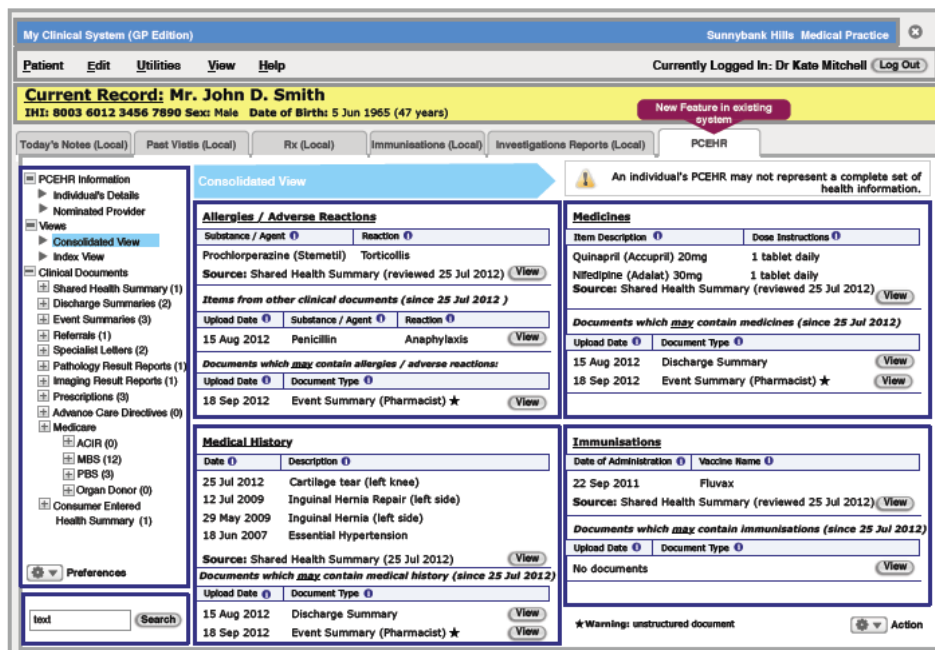 My Clinical System (GP Edition) Sunnybank Hills Medical Practice
Patient Edit Utilities View Help Currently Logged In: Dr Kate Mitchell Log Out
Current Record: Mr. John D. Smith
IHI: 8003 6012 3456 7890 Sex: Male Date of Birth: 5 Jun 1965 (47 years)
New Feature in existing
system
Today's Notes (Local) Past Vistis (Local) Rx (Local) Immunisations (Local) Investigations Reports (Local) PCEHR
PCEHR Information
Individual's Details
Nominated Provider
Views
Consolidated View
Index View
Clinical Documents
Shared Health Summary (1)
Discharge Summaries (2)
Event Summaries (3)
Referrals (1)
Specialist Letters (2)
Pathology Result Reports (1)
Imaging Result Reports (1)
Prescriptions (3)
Advance Care Directives (0)
Medicare
ACIR (0)
MBS (12)
PBS (3)
Organ Donor (0)
Consumer Entered
Health Summary (1)
Preferences
text Search
Consolidated View
An individual's PCEHR may not represent a complete set of
health information.
Allergies / Adverse Reactions
Substance / Agent Reaction
Prochlorperazine (Stemetil) Torticollis
Source: Shared Health Summary (reviewed 25 Jul 2012) View
Items from other clinical documents (since 25 Jul 2012 )
Upload Date Substance / Agent Reaction
15 Aug 2012 Penicillin Anaphylaxis View
Documents which may contain allergies / adverse reactions:
Upload Date Document Type
18 Sep 2012 Event Summary (Pharmacist) ★ View
Medicines
Item Description Dose Instructions
Quinapril (Accupril) 20mg 1 tablet daily
Nifedipine (Adalat) 30mg 1 tablet daily
Source: Shared Health Summary (reviewed 25 Jul 2012) View
Documents which may contain medicines (since 25 Jul 2012)
Upload Date Document Type
15 Aug 2012 Discharge Summary View
18 Sep 2012 Event Summary (Pharmacist) ★ View
Medical History
Date Description
25 Jul 2012 Cartilage tear (left knee)
12 Jul 2009 Inguinal Hernia Repair (left side)
29 May 2009 Inguinal Hernia (left side)
18 Jun 2007 Essential Hypertension
Source: Shared Health Summary (25 Jul 2012) View
Documents which may contain medical history (since 25 Jul 2012)
Upload Date Document Type
15 Aug 2012 Discharge Summary View
18 Sep 2012 Event Summary (Pharmacist) ★ View
Immunisations
Date of Administration Vaccine Name
22 Sep 2011 Fluvax
Source: Shared Health Summary (reviewed 25 Jul 2012) View
Documents which may contain immunisations (since 25 Jul 2012)
Upload Date Document Type
No documents View
★Warning: unstructured document Action